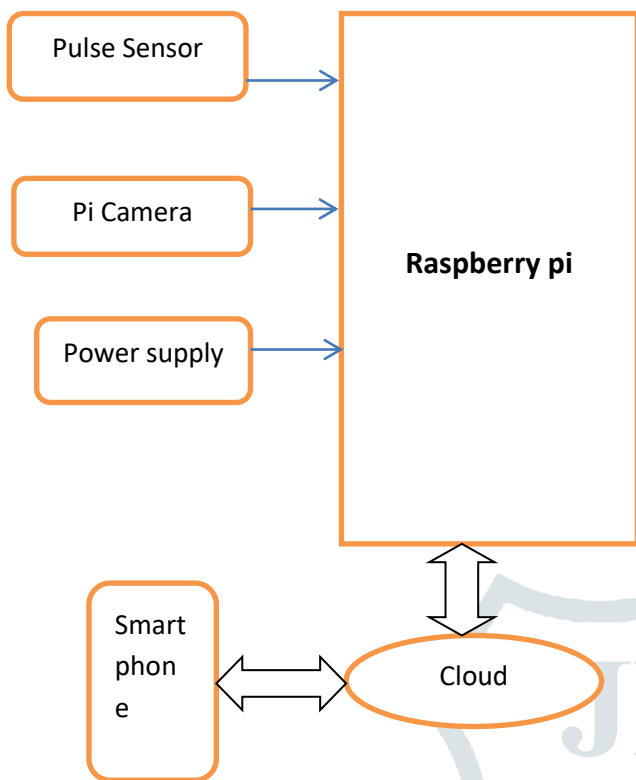 Pulse Sensor
Pi Camera
Raspberry pi
Power supply
Smart
phon
e
Cloud